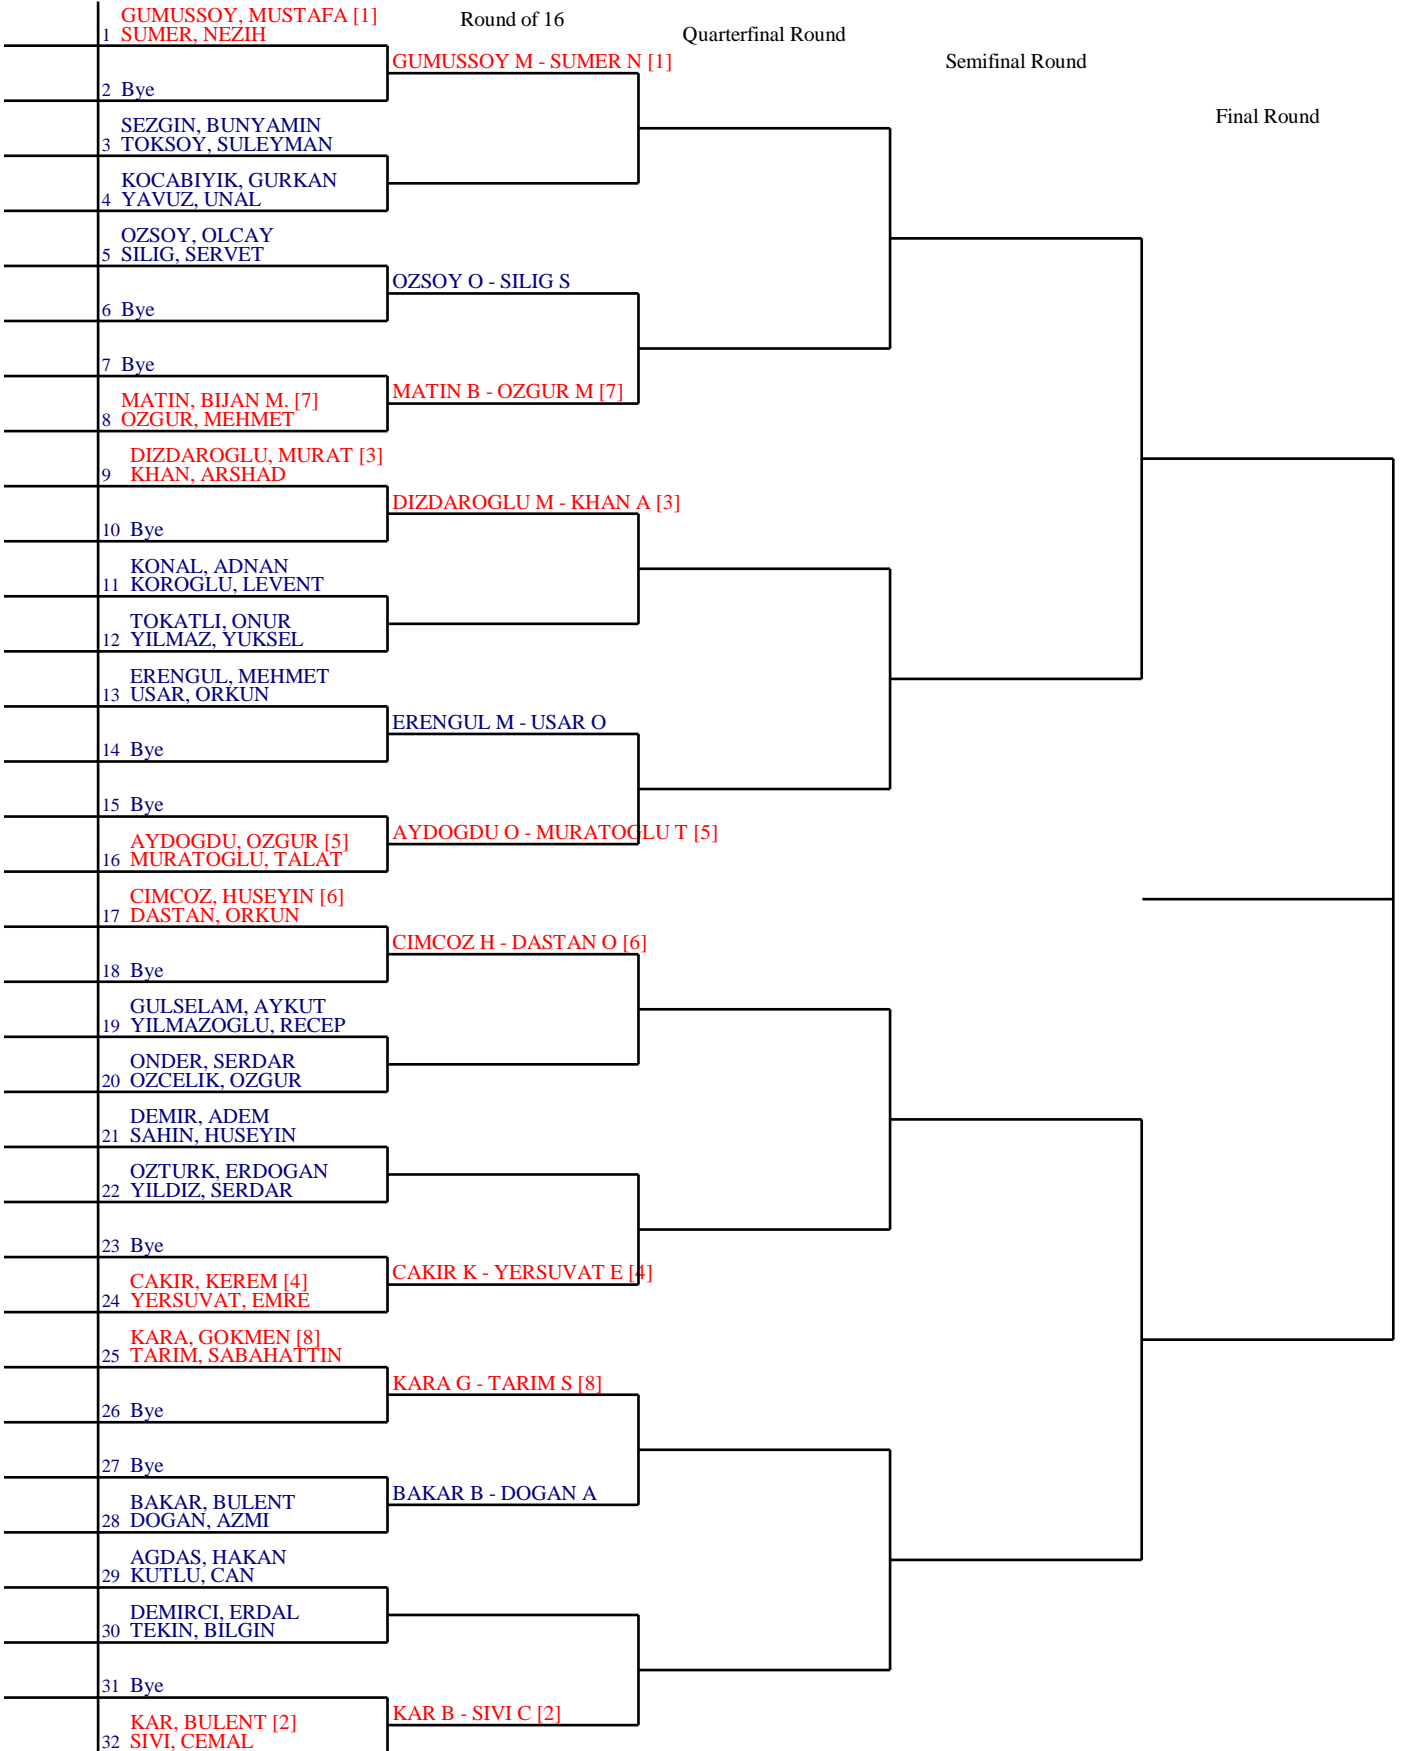 GUMUSSOY, MUSTAFA [1]
1 SUMER, NEZIH
Round of 16
Quarterfinal Round
Semifinal Round
Final Round
GUMUSSOY M - SUMER N [1]
2 Bye
SEZGIN, BUNYAMIN
3 TOKSOY, SULEYMAN
KOCABIYIK, GURKAN
4 YAVUZ, UNAL
OZSOY, OLCAY
5 SILIG, SERVET
OZSOY O - SILIG S
6 Bye
7 Bye
MATIN B - OZGUR M [7]
MATIN, BIJAN M. [7]
8 OZGUR, MEHMET
DIZDAROGLU, MURAT [3]
9 KHAN, ARSHAD
DIZDAROGLU M - KHAN A [3]
10 Bye
KONAL, ADNAN
11 KOROGLU, LEVENT
TOKATLI, ONUR
12 YILMAZ, YUKSEL
ERENGUL, MEHMET
13 USAR, ORKUN
ERENGUL M - USAR O
14 Bye
15 Bye
AYDOGDU O - MURATOGLU T [5]
AYDOGDU, OZGUR [5]
16 MURATOGLU, TALAT
CIMCOZ, HUSEYIN [6]
17 DASTAN, ORKUN
CIMCOZ H - DASTAN O [6]
18 Bye
GULSELAM, AYKUT
19 YILMAZOGLU, RECEP
ONDER, SERDAR
20 OZCELIK, OZGUR
DEMIR, ADEM
21 SAHIN, HUSEYIN
OZTURK, ERDOGAN
22 YILDIZ, SERDAR
23 Bye
CAKIR K - YERSUVAT E [4]
CAKIR, KEREM [4]
24 YERSUVAT, EMRE
KARA, GOKMEN [8]
25 TARIM, SABAHATTIN
KARA G - TARIM S [8]
26 Bye
27 Bye
BAKAR B - DOGAN A
BAKAR, BULENT
28 DOGAN, AZMI
AGDAS, HAKAN
29 KUTLU, CAN
DEMIRCI, ERDAL
30 TEKIN, BILGIN
31 Bye
KAR B - SIVI C [2]
KAR, BULENT [2]
32 SIVI, CEMAL